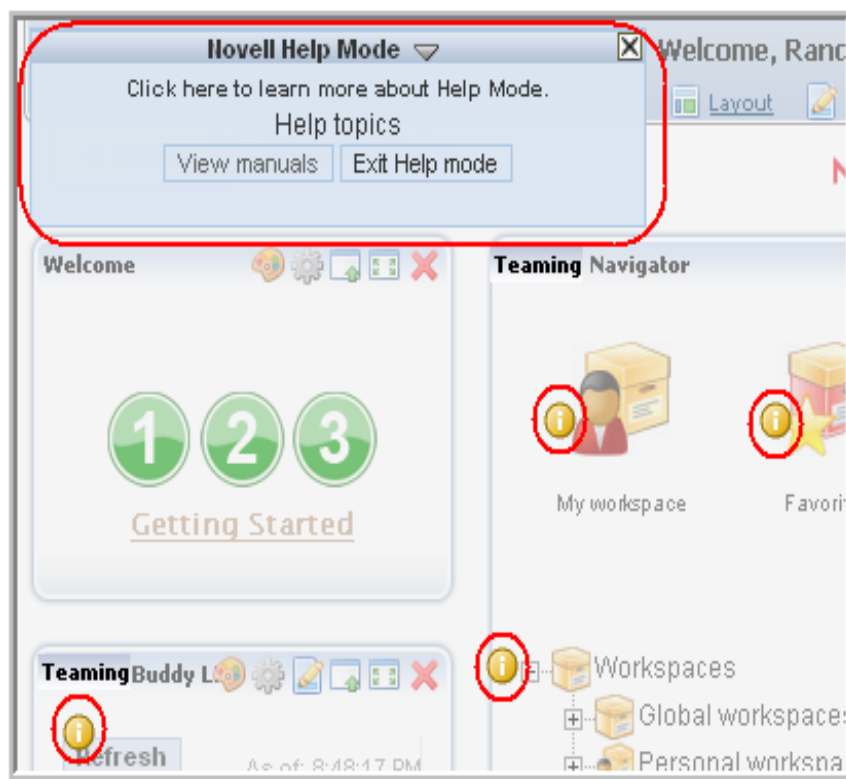 Novell Help Mode
Welcome, Ranc
Click here to learn more about Help Mode.
Layout
Help topics
View manuals Exit Help mode
Welcome
Teaming Navigator
1 2 3
Getting Started
My workspace Favorit
Teaming Buddy L
Workspaces
Global workspaces
Refresh
As of: 8:48:17 PM
Personal workspa